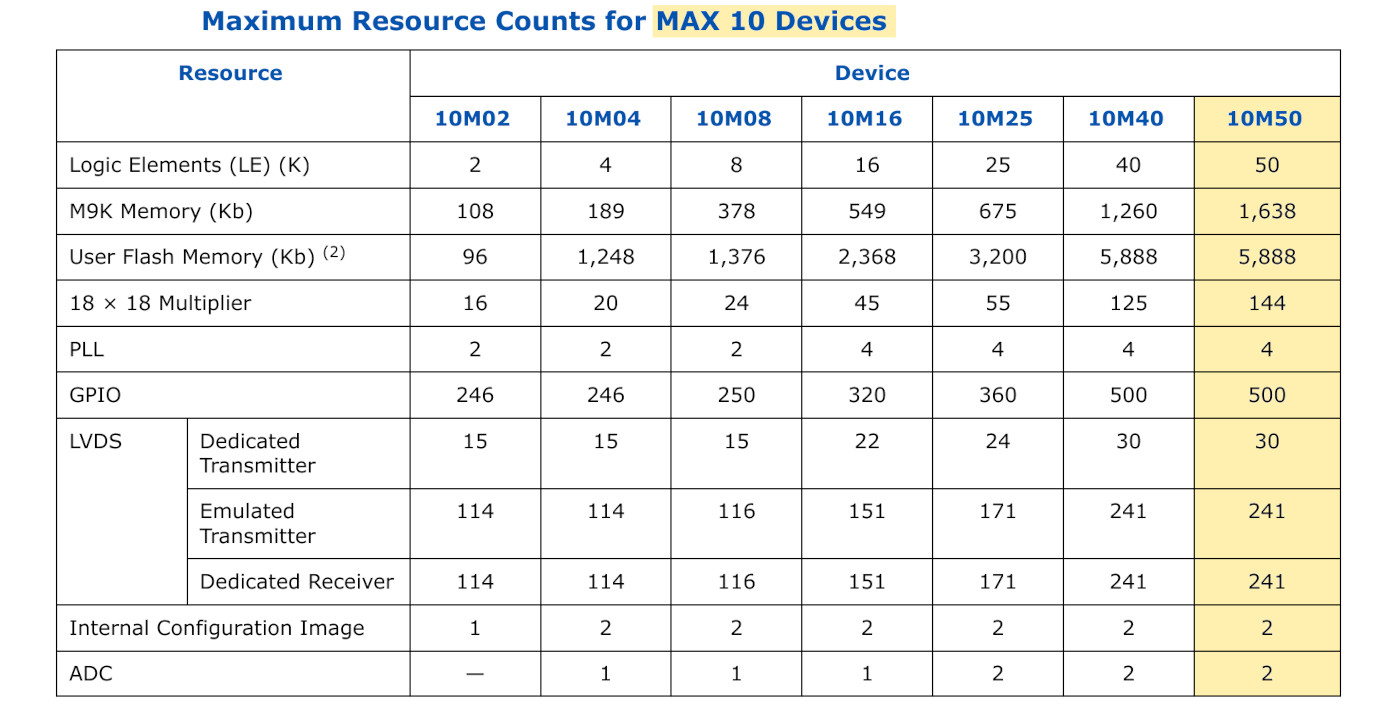 Maximum Resource Counts for MAX 10 Devices
Resource Device
10M02 10M04 10M08 10M16 10M25 10M40 10M50
Logic Elements (LE) (K) 2 4 8 16 25 40 50
M9K Memory (Kb) 108 189 378 549 675 1,260 1,638
User Flash Memory (Kb) (2) 96 1,248 1,376 2,368 3,200 5,888 5,888
18 × 18 Multiplier 16 20 24 45 55 125 144
PLL 2 2 2 4 4 4 4
GPIO 246 246 250 320 360 500 500
LVDS Dedicated 15 15 15 22 24 30 30
Transmitter
Emulated 114 114 116 151 171 241 241
Transmitter
Dedicated Receiver 114 114 116 151 171 241 241
Internal Configuration Image 1 2 2 2 2 2 2
ADC — 1 1 1 2 2 2